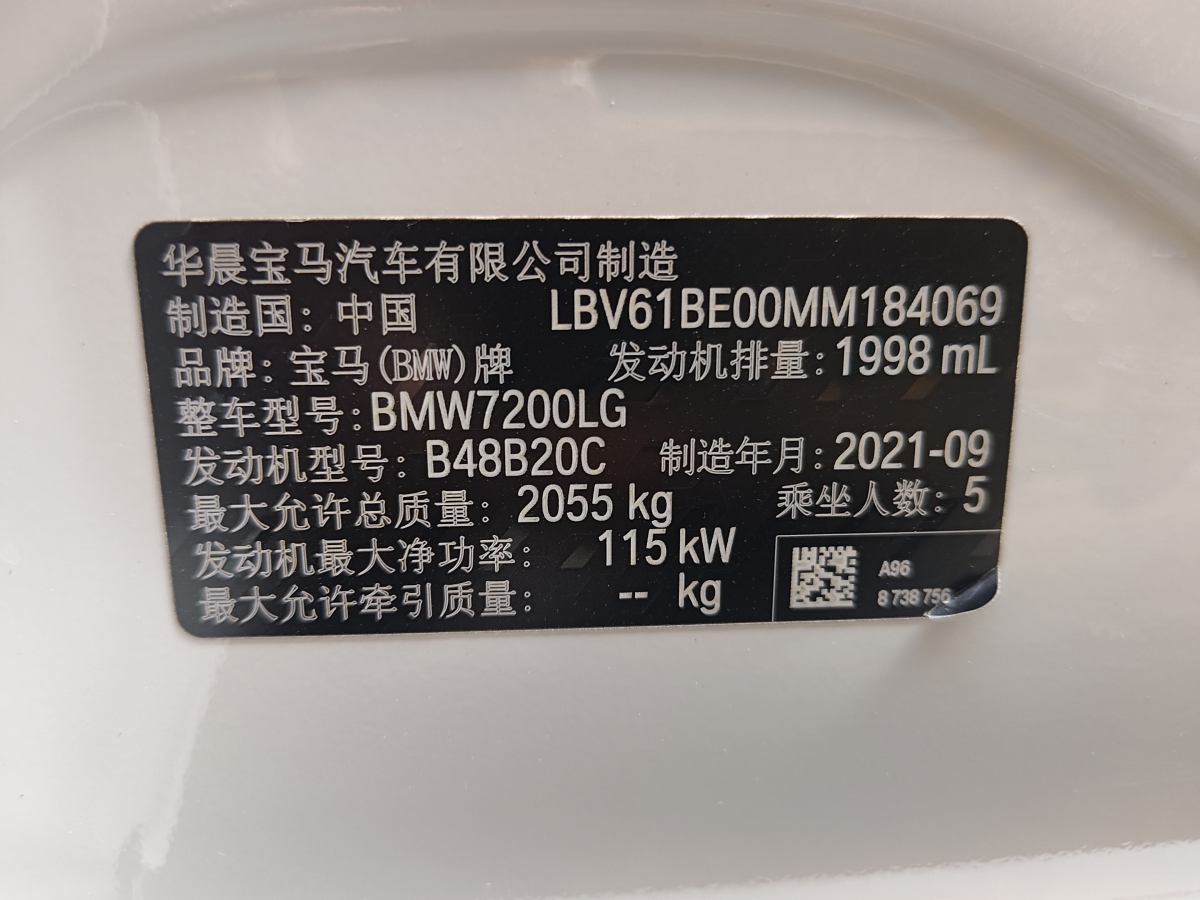 华晨宝马汽车有限公司制造
制造国：中国 LBV61BE00MM184069
品牌：宝马(BMW)牌 发动机排量：1998 mL
整车型号：BMW7200LG
发动机型号：B48B20C 制造年月：2021-09
最大允许总质量：2055 kg 乘坐人数：5
发动机最大净功率：115 kW
最大允许牵引质量：-- kg
A96
8 738 756